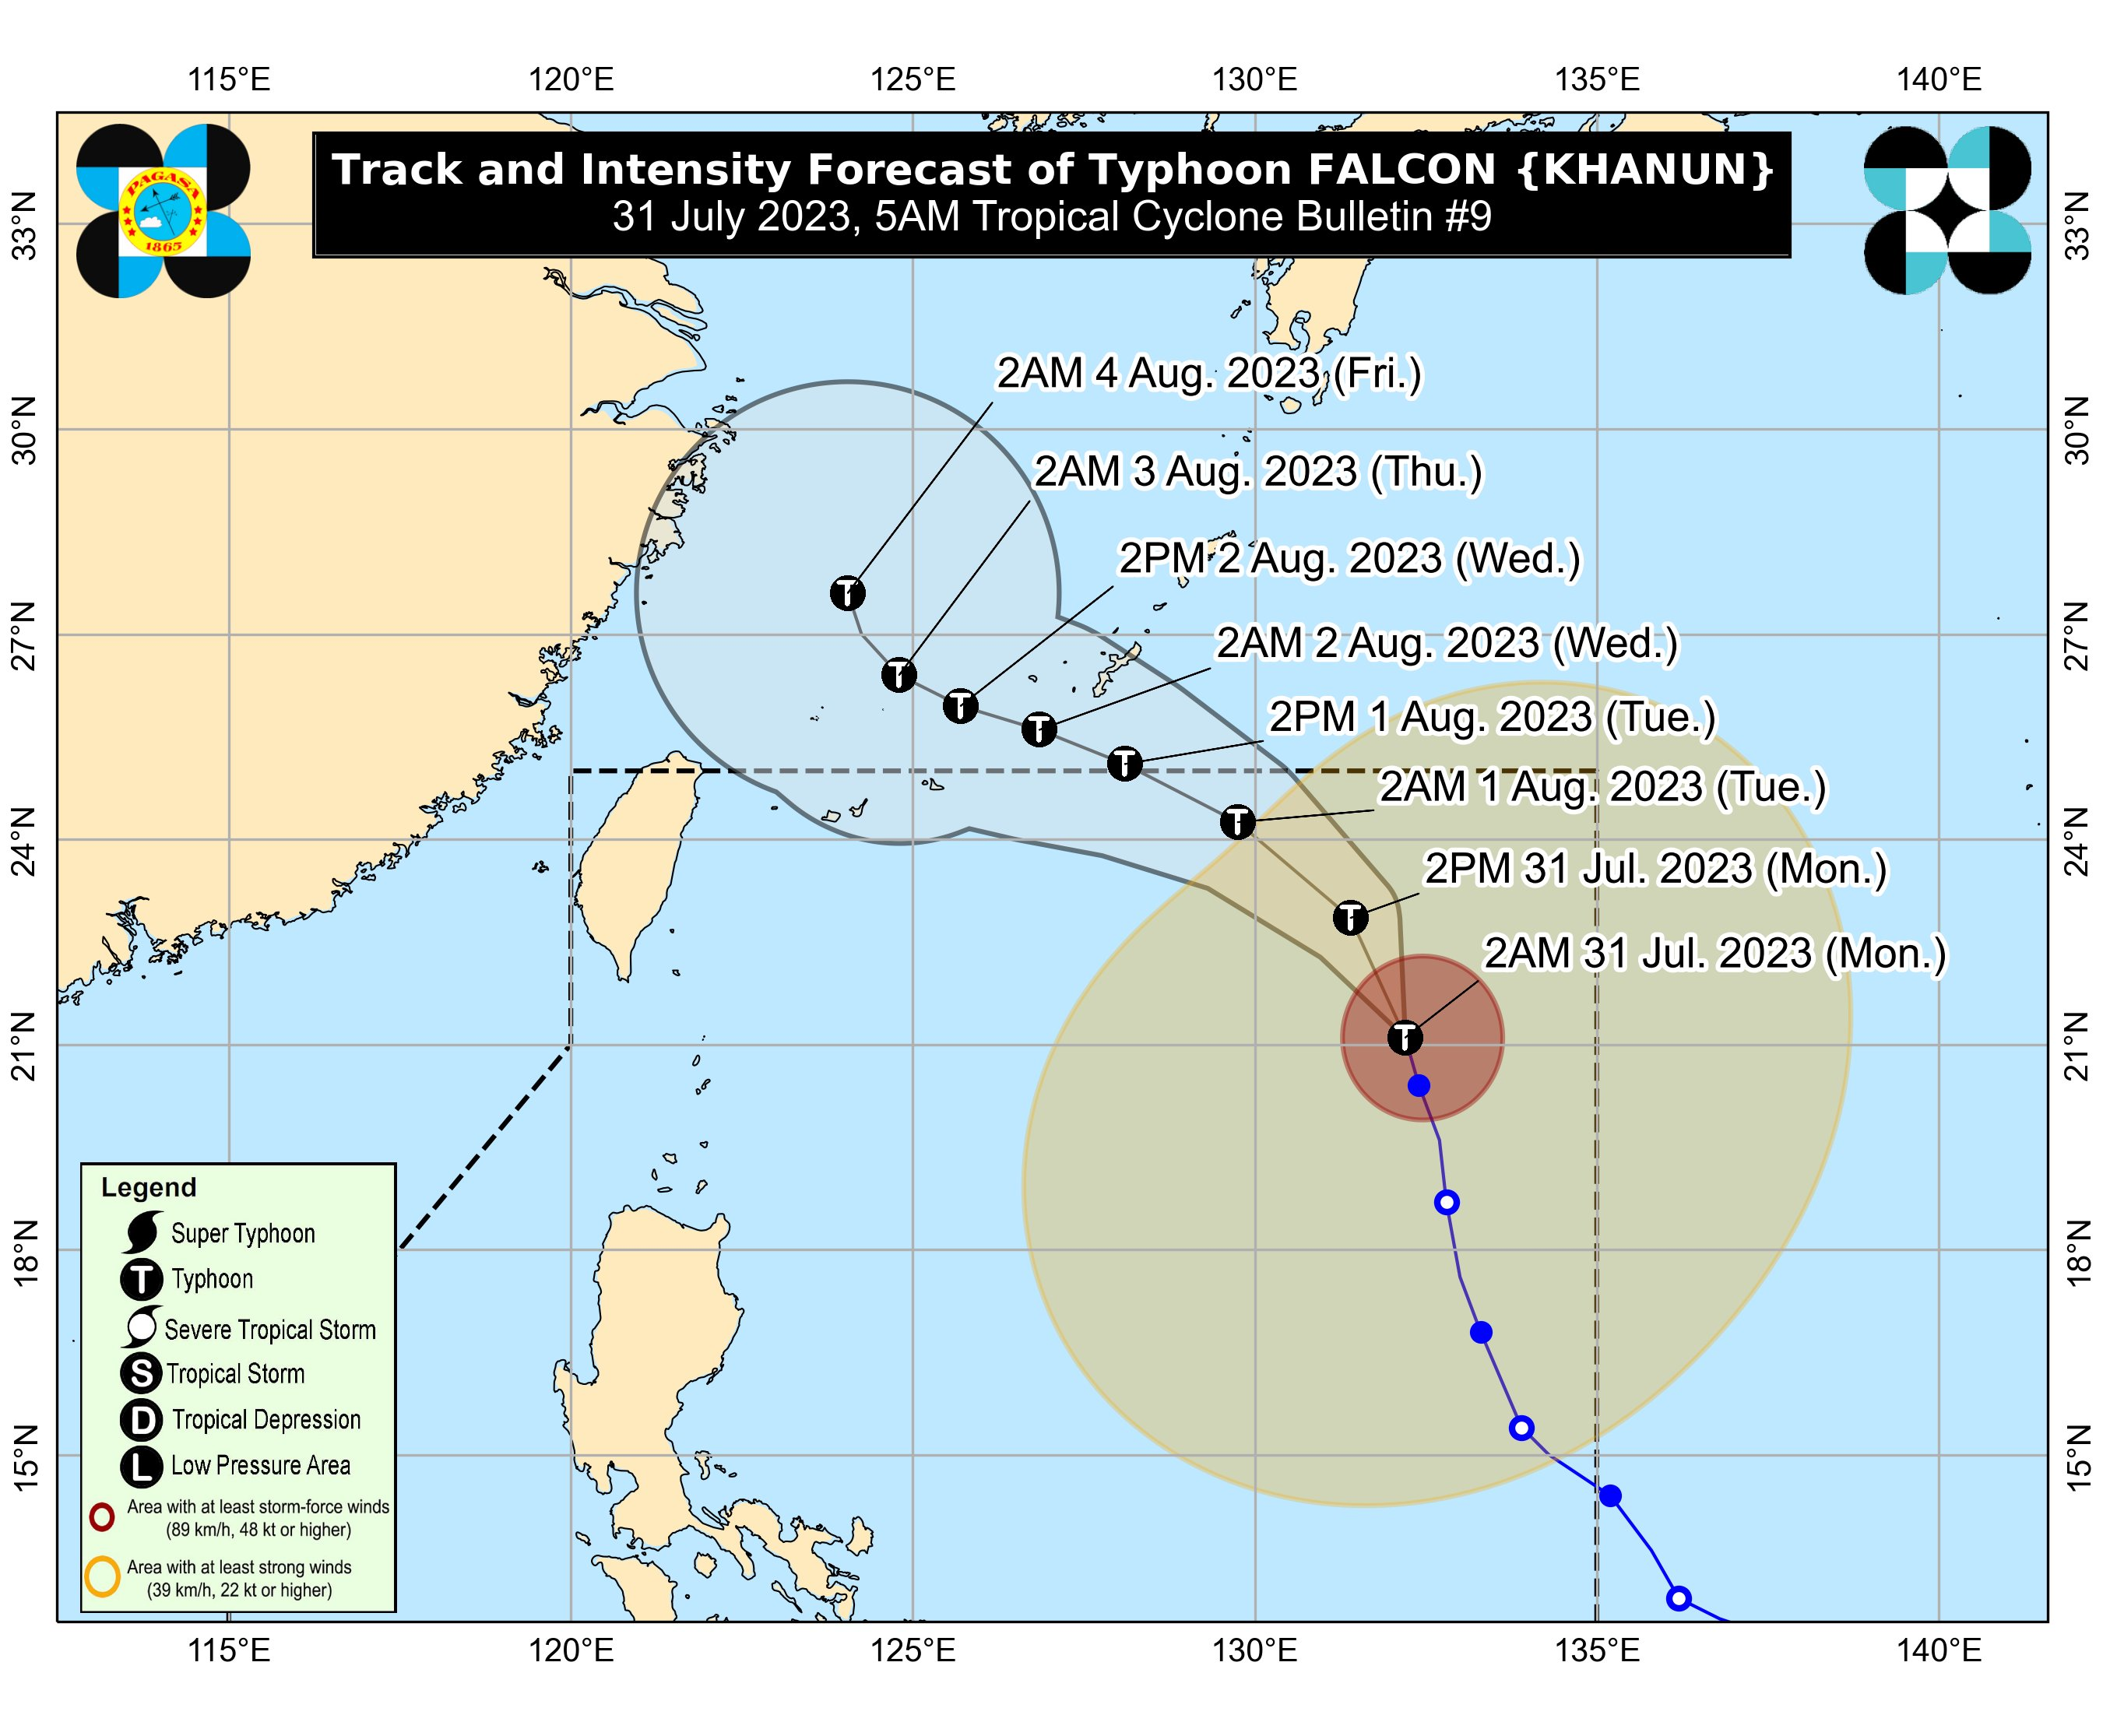 115°E 120°E 125°E 130°E 135°E 140°E
Track and Intensity Forecast of Typhoon FALCON {KHANUN}
31 July 2023, 5AM Tropical Cyclone Bulletin #9
PAGASA
1865
33°N 33°N
2AM 4 Aug. 2023 (Fri.)
30°N 30°N
2AM 3 Aug. 2023 (Thu.)
2PM 2 Aug. 2023 (Wed.)
27°N 27°N
2AM 2 Aug. 2023 (Wed.)
2PM 1 Aug. 2023 (Tue.)
2AM 1 Aug. 2023 (Tue.)
24°N 24°N
2PM 31 Jul. 2023 (Mon.)
2AM 31 Jul. 2023 (Mon.)
T
T
T
T
T
T
T
T
21°N 21°N
18°N 18°N
15°N 15°N
Legend
Super Typhoon
T Typhoon
Severe Tropical Storm
S Tropical Storm
D Tropical Depression
L Low Pressure Area
Area with at least storm-force winds
(89 km/h, 48 kt or higher)
Area with at least strong winds
(39 km/h, 22 kt or higher)
115°E 120°E 125°E 130°E 135°E 140°E